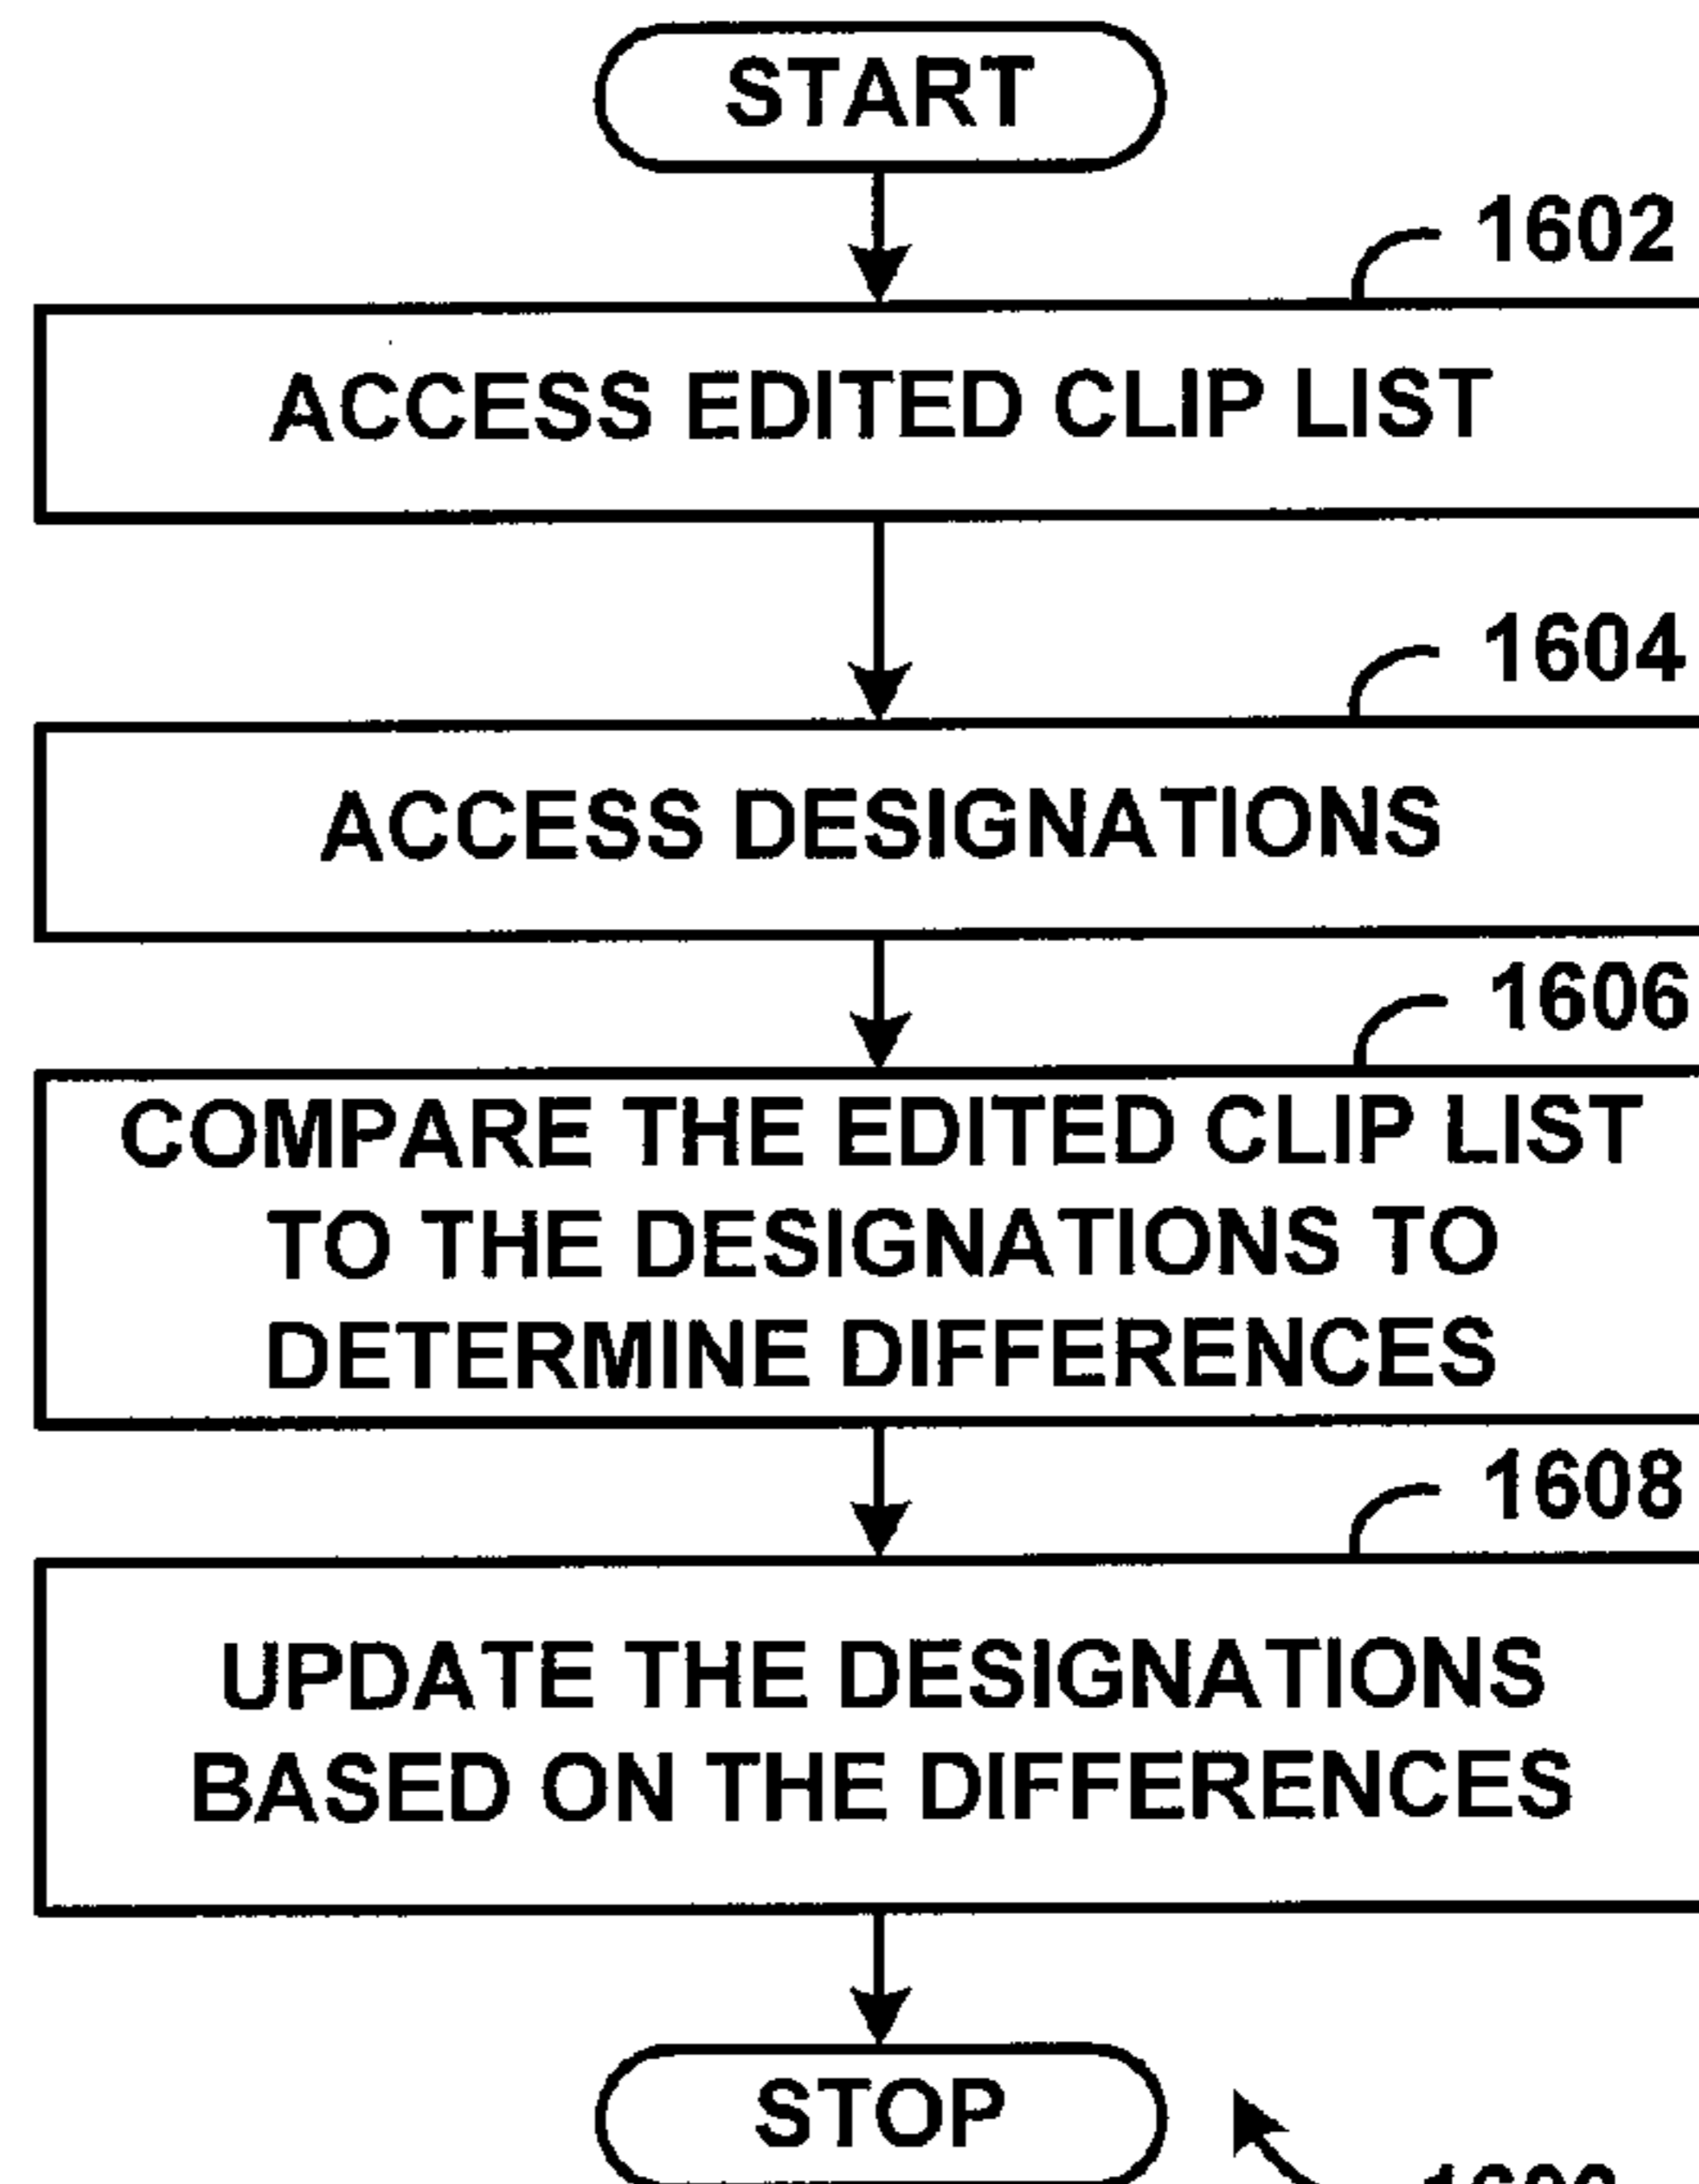 START
1602
ACCESS EDITED CLIP LIST
1604
ACCESS DESIGNATIONS
1606
COMPARE THE EDITED CLIP LIST
TO THE DESIGNATIONS TO
DETERMINE DIFFERENCES
1608
UPDATE THE DESIGNATIONS
BASED ON THE DIFFERENCES
STOP